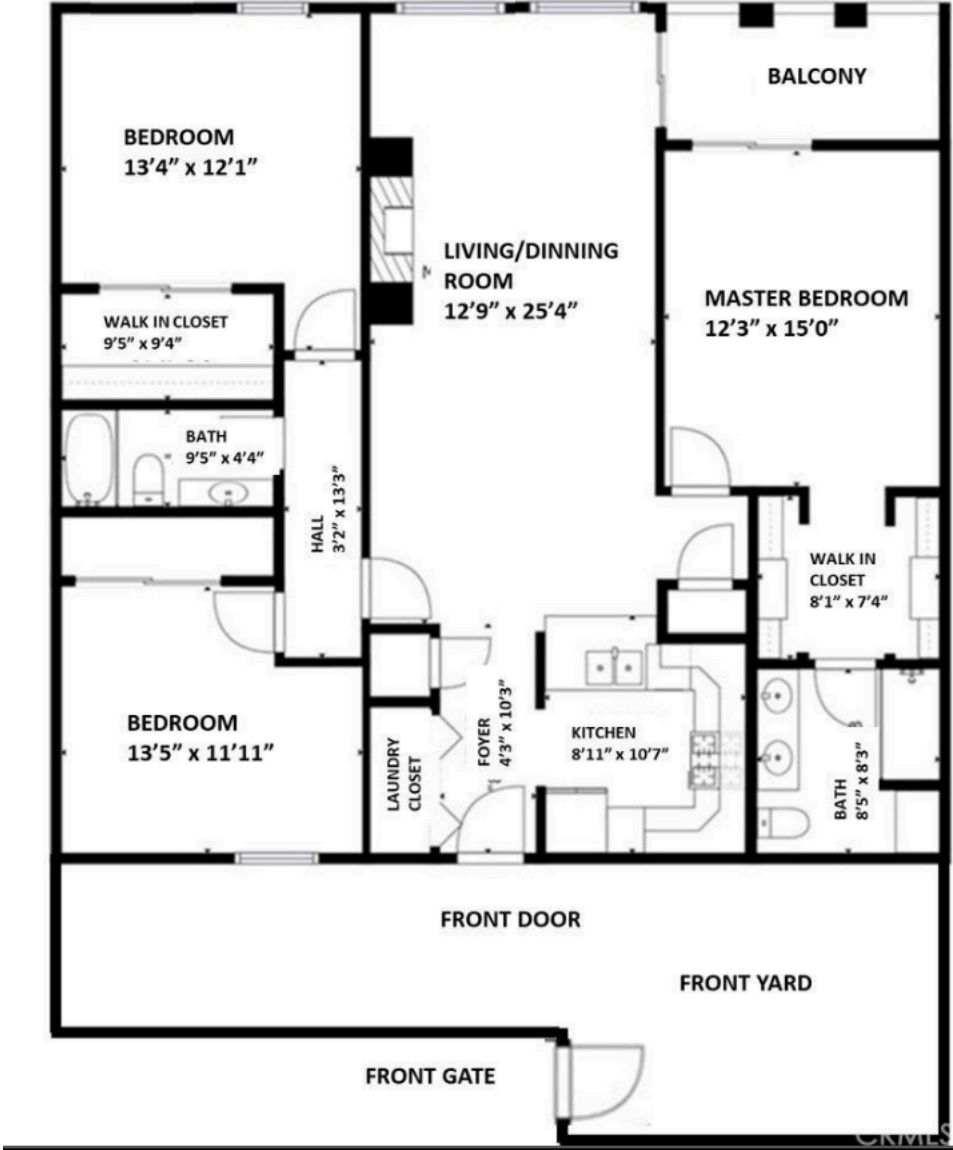 BALCONY
BEDROOM
13’4” x 12’1”
LIVING/DINNING
ROOM
12’9” x 25’4”
MASTER BEDROOM
12’3” x 15’0”
WALK IN CLOSET
9’5” x 9’4”
BATH
9’5” x 4’4”
HALL
3’2” x 13’3”
WALK IN
CLOSET
8’1” x 7’4”
BEDROOM
13’5” x 11’11”
LAUNDRY
CLOSET
FOYER
4’3” x 10’3”
KITCHEN
8’11” x 10’7”
BATH
8’5” x 8’3”
FRONT DOOR
FRONT YARD
FRONT GATE
CRMLS